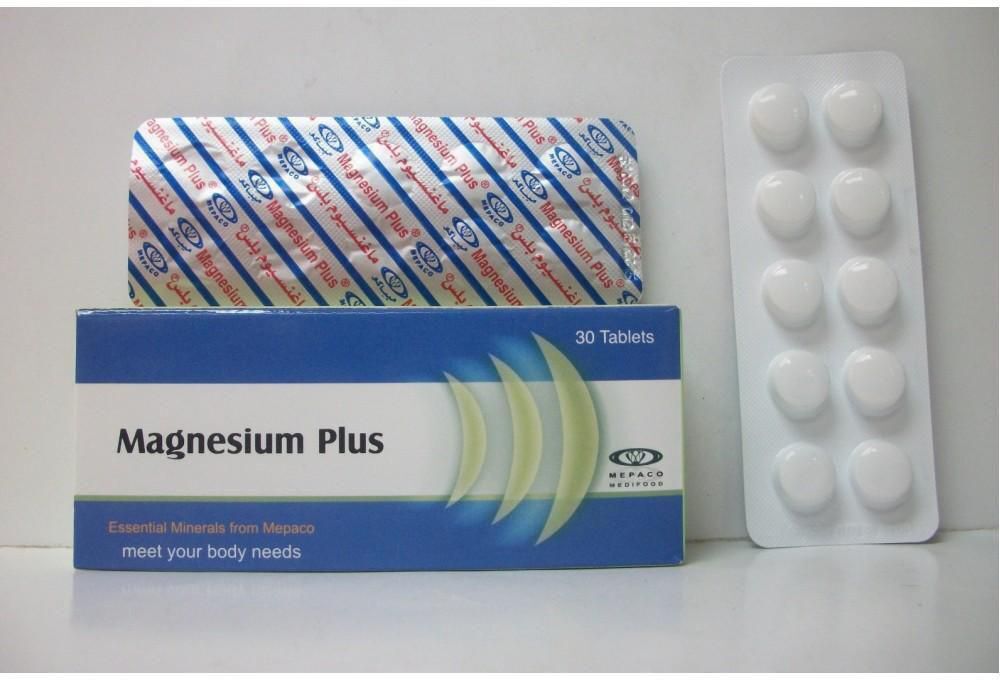 Magnesium Plus®
ماغنسيوم بلس®
MEPACO
ميباكو
30 Tablets
Magnesium Plus
MEPACO
MEDIFOOD
Essential Minerals from Mepaco
meet your body needs